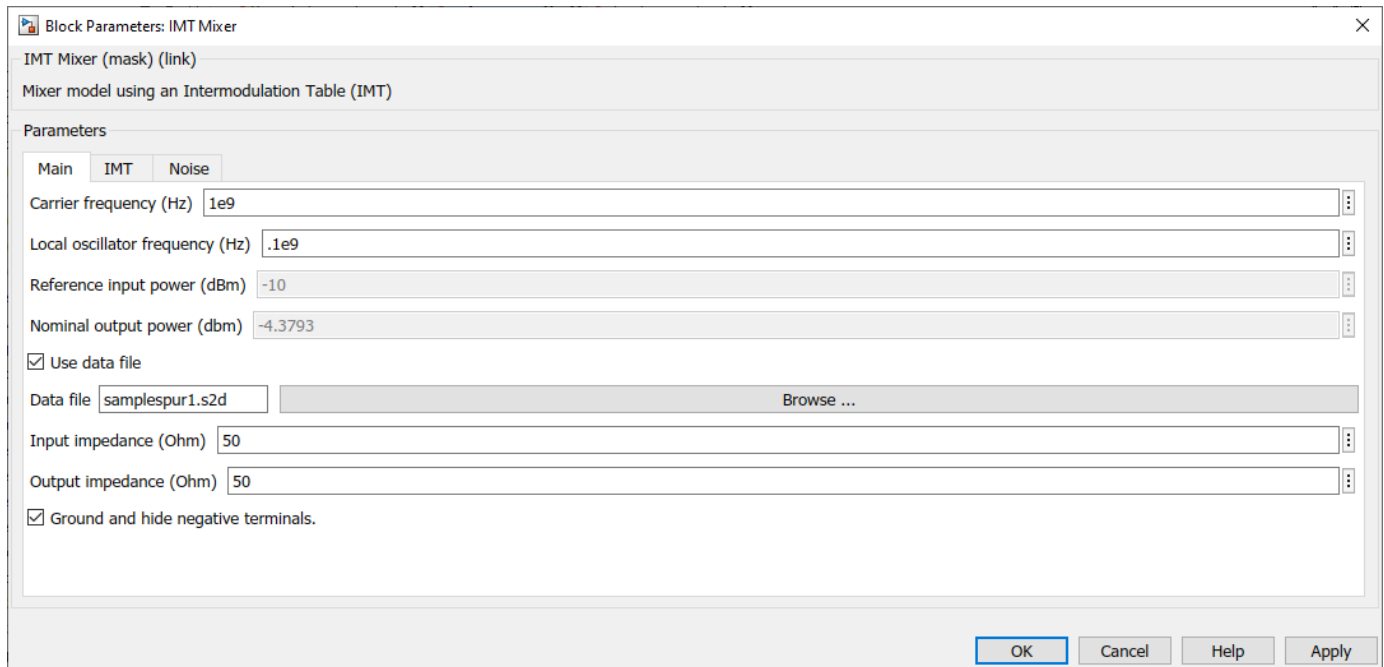 Block Parameters: IMT Mixer
IMT Mixer (mask) (link)
Mixer model using an Intermodulation Table (IMT)
Parameters
Main IMT Noise
Carrier frequency (Hz) 1e9
Local oscillator frequency (Hz) .1e9
Reference input power (dBm) -10
Nominal output power (dbm) -4.3793
Use data file
Data file samplespur1.s2d Browse ...
Input impedance (Ohm) 50
Output impedance (Ohm) 50
Ground and hide negative terminals.
OK Cancel Help Apply